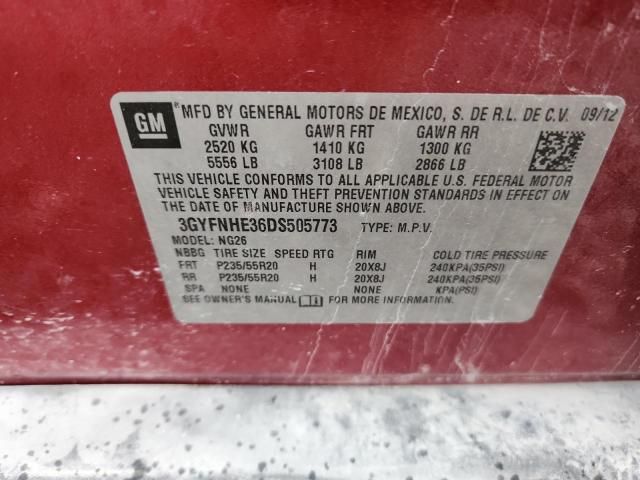 GM
MFD BY GENERAL MOTORS DE MEXICO, S. DE R.L. DE C.V. 09/12
GVWR GAWR FRT GAWR RR
2520 KG 1410 KG 1300 KG
5556 LB 3108 LB 2866 LB
THIS VEHICLE CONFORMS TO ALL APPLICABLE U.S. FEDERAL MOTOR
VEHICLE SAFETY AND THEFT PREVENTION STANDARDS IN EFFECT ON
THE DATE OF MANUFACTURE SHOWN ABOVE.
3GYFNHE36DS505773 TYPE: M.P.V.
MODEL: NG26
NBBG TIRE SIZE SPEED RTG RIM COLD TIRE PRESSURE
FRT P235/55R20 H 20X8J 240KPA(35PSI)
RR P235/55R20 H 20X8J 240KPA(35PSI)
SPA NONE NONE KPA(PSI)
SEE OWNER'S MANUAL FOR MORE INFORMATION.